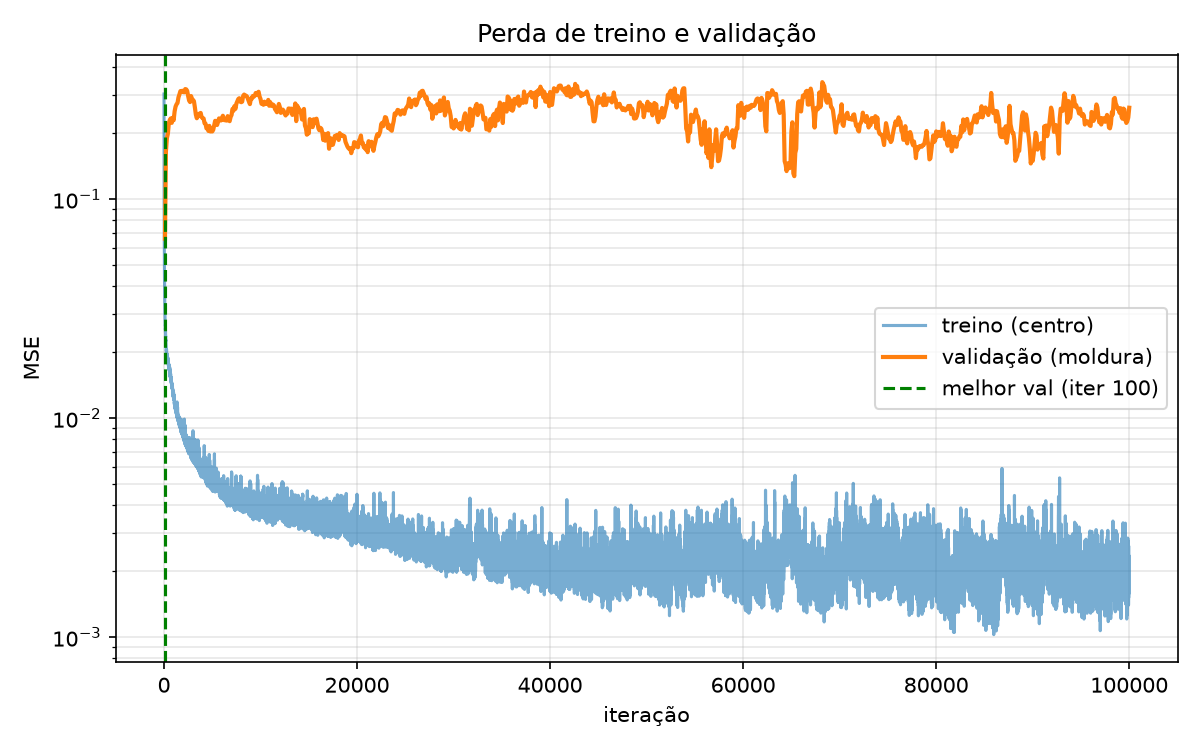 Perda de treino e validação
10⁻¹
10⁻²
10⁻³
MSE
treino (centro)
validação (moldura)
melhor val (iter 100)
0
20000
40000
60000
80000
100000
iteração